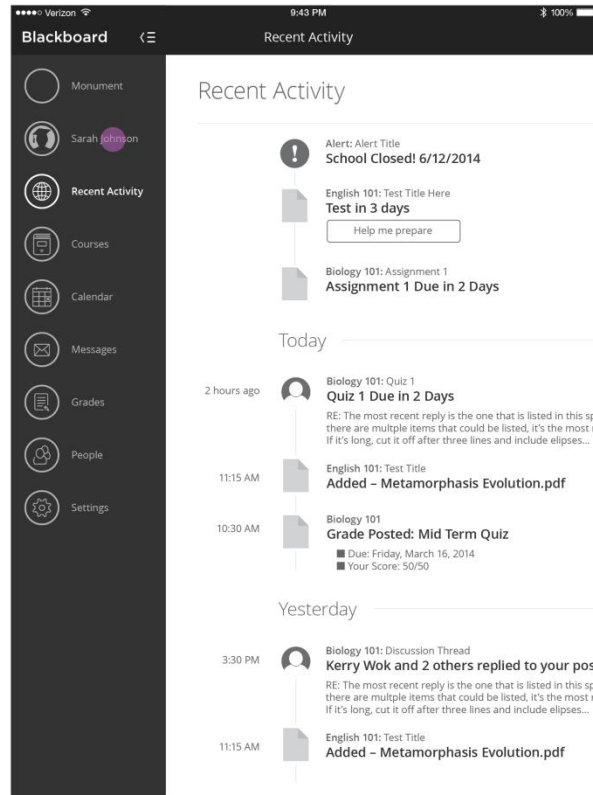 Verizon 9:43 PM 100%
Blackboard Recent Activity
Monument
Sarah Johnson
Recent Activity
Courses
Calendar
Messages
Grades
People
Settings
Recent Activity
Alert: Alert Title
School Closed! 6/12/2014
English 101: Test Title Here
Test in 3 days
Help me prepare
Biology 101: Assignment 1
Assignment 1 Due in 2 Days
Today
2 hours ago
Biology 101: Quiz 1
Quiz 1 Due in 2 Days
RE: The most recent reply is the one that is listed in this
there are multple items that could be listed, it's the most
If it's long, cut it off after three lines and include elipses...
11:15 AM
English 101: Test Title
Added – Metamorphasis Evolution.pdf
10:30 AM
Biology 101
Grade Posted: Mid Term Quiz
Due: Friday, March 16, 2014
Your Score: 50/50
Yesterday
3:30 PM
Biology 101: Discussion Thread
Kerry Wok and 2 others replied to your
RE: The most recent reply is the one that is listed in this
there are multple items that could be listed, it's the most
If it's long, cut it off after three lines and include elipses...
11:15 AM
English 101: Test Title
Added – Metamorphasis Evolution.pdf